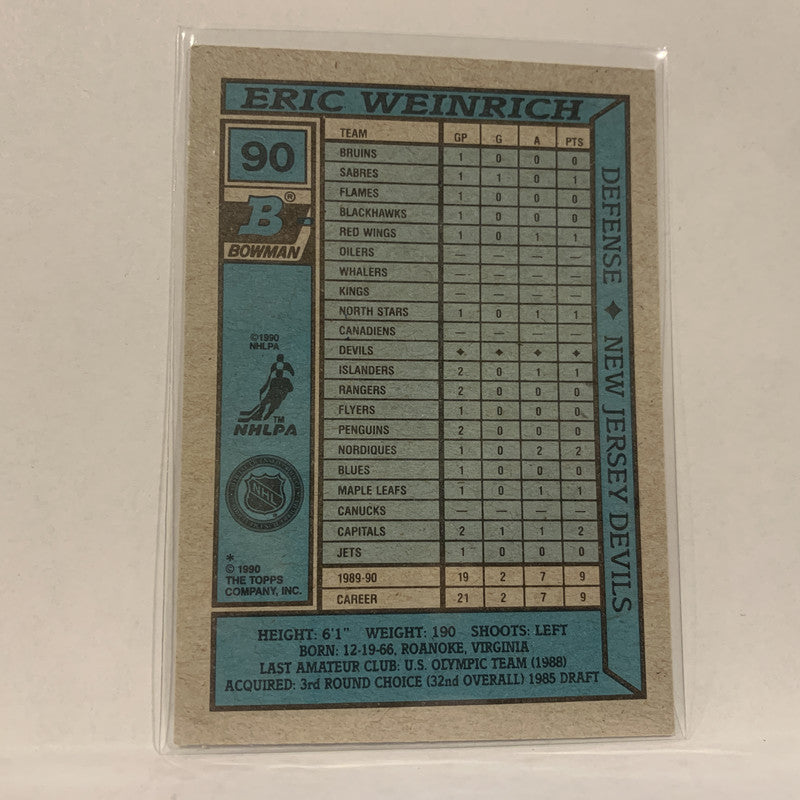 ERIC WEINRICH
90
B®
BOWMAN
©1990
NHLPA
TM
NHLPA
NHL
*
© 1990
THE TOPPS
COMPANY, INC.
TEAM GP G A PTS
BRUINS 1 0 0 0
SABRES 1 1 0 1
FLAMES 1 0 0 0
BLACKHAWKS 1 0 0 0
RED WINGS 1 0 1 1
OILERS — — — —
WHALERS — — — —
KINGS — — — —
NORTH STARS 1 0 1 1
CANADIENS — — — —
DEVILS ♦ ♦ ♦ ♦
ISLANDERS 2 0 1 1
RANGERS 2 0 0 0
FLYERS 1 0 0 0
PENGUINS 2 0 0 0
NORDIQUES 1 0 2 2
BLUES 1 0 0 0
MAPLE LEAFS 1 0 1 1
CANUCKS — — — —
CAPITALS 2 1 1 2
JETS 1 0 0 0
1989-90 19 2 7 9
CAREER 21 2 7 9
DEFENSE ♦ NEW JERSEY DEVILS
HEIGHT: 6'1" WEIGHT: 190 SHOOTS: LEFT
BORN: 12-19-66, ROANOKE, VIRGINIA
LAST AMATEUR CLUB: U.S. OLYMPIC TEAM (1988)
ACQUIRED: 3rd ROUND CHOICE (32nd OVERALL) 1985 DRAFT